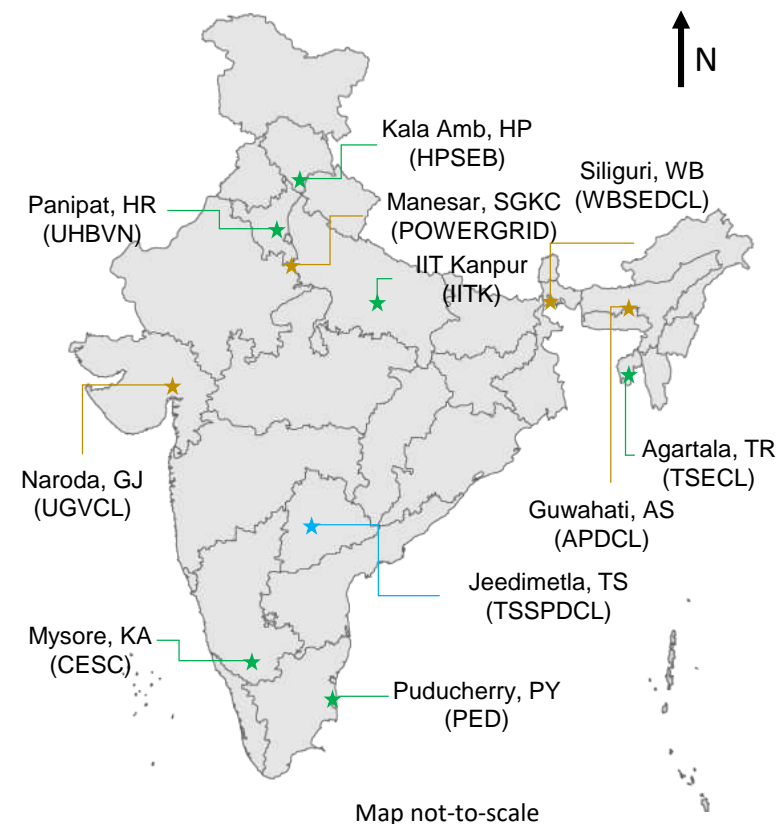 N
Kala Amb, HP
(HPSEB)
Siliguri, WB
(WBSEDCL)
Panipat, HR
(UHBVN)
Manesar, SGKC
(POWERGRID)
IIT Kanpur
(IITK)
Naroda, GJ
(UGVCL)
Agartala, TR
(TSECL)
Guwahati, AS
(APDCL)
Jeedimetla, TS
(TSSPDCL)
Mysore, KA
(CESC)
Puducherry, PY
(PED)
Map not-to-scale